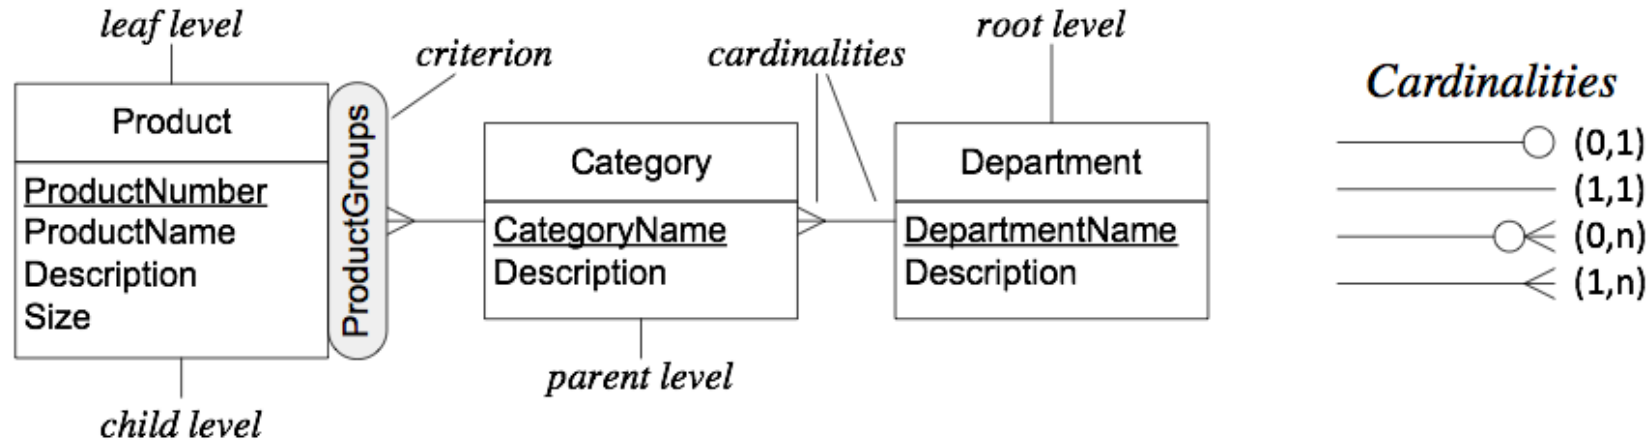 leaf level
criterion
cardinalities
root level
Product
ProductNumber
ProductName
Description
Size
ProductGroups
Category
CategoryName
Description
Department
DepartmentName
Description
child level
parent level
Cardinalities
(0,1)
(1,1)
(0,n)
(1,n)